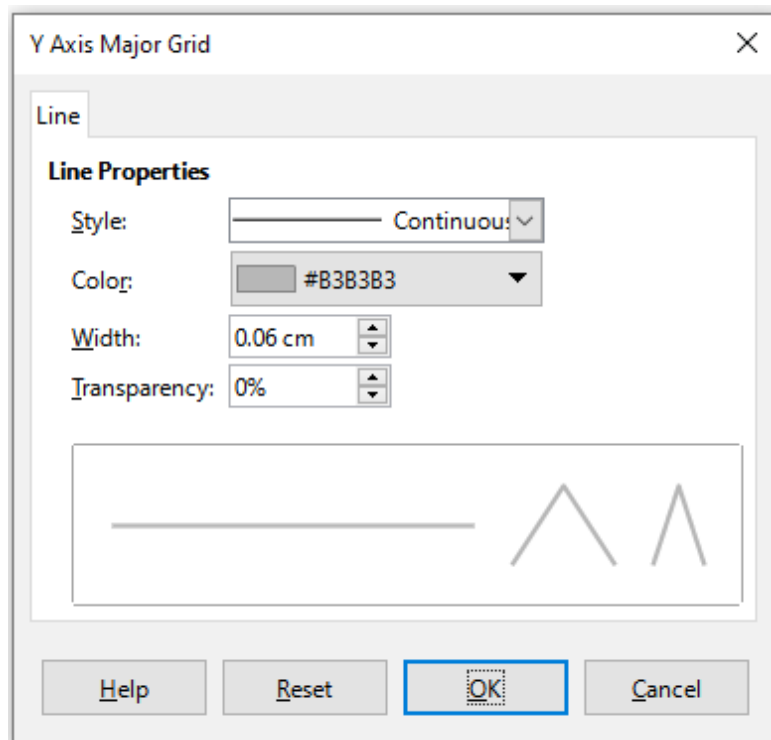 Y Axis Major Grid
Line
Line Properties
Style: Continuous
Color: #B3B3B3
Width: 0.06 cm
Transparency: 0%
Help Reset OK Cancel